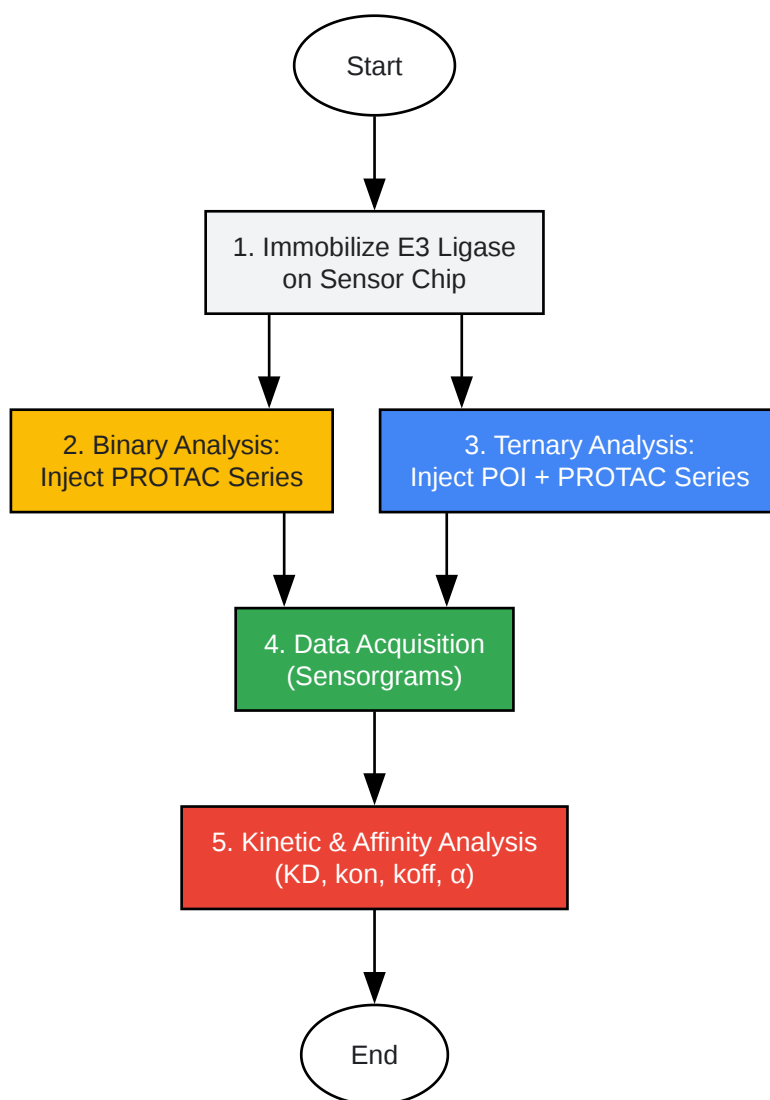 Start
1. Immobilize E3 Ligase
on Sensor Chip
2. Binary Analysis:
Inject PROTAC Series
3. Ternary Analysis:
Inject POI + PROTAC Series
4. Data Acquisition
(Sensorgrams)
5. Kinetic & Affinity Analysis
(KD, kon, koff, α)
End